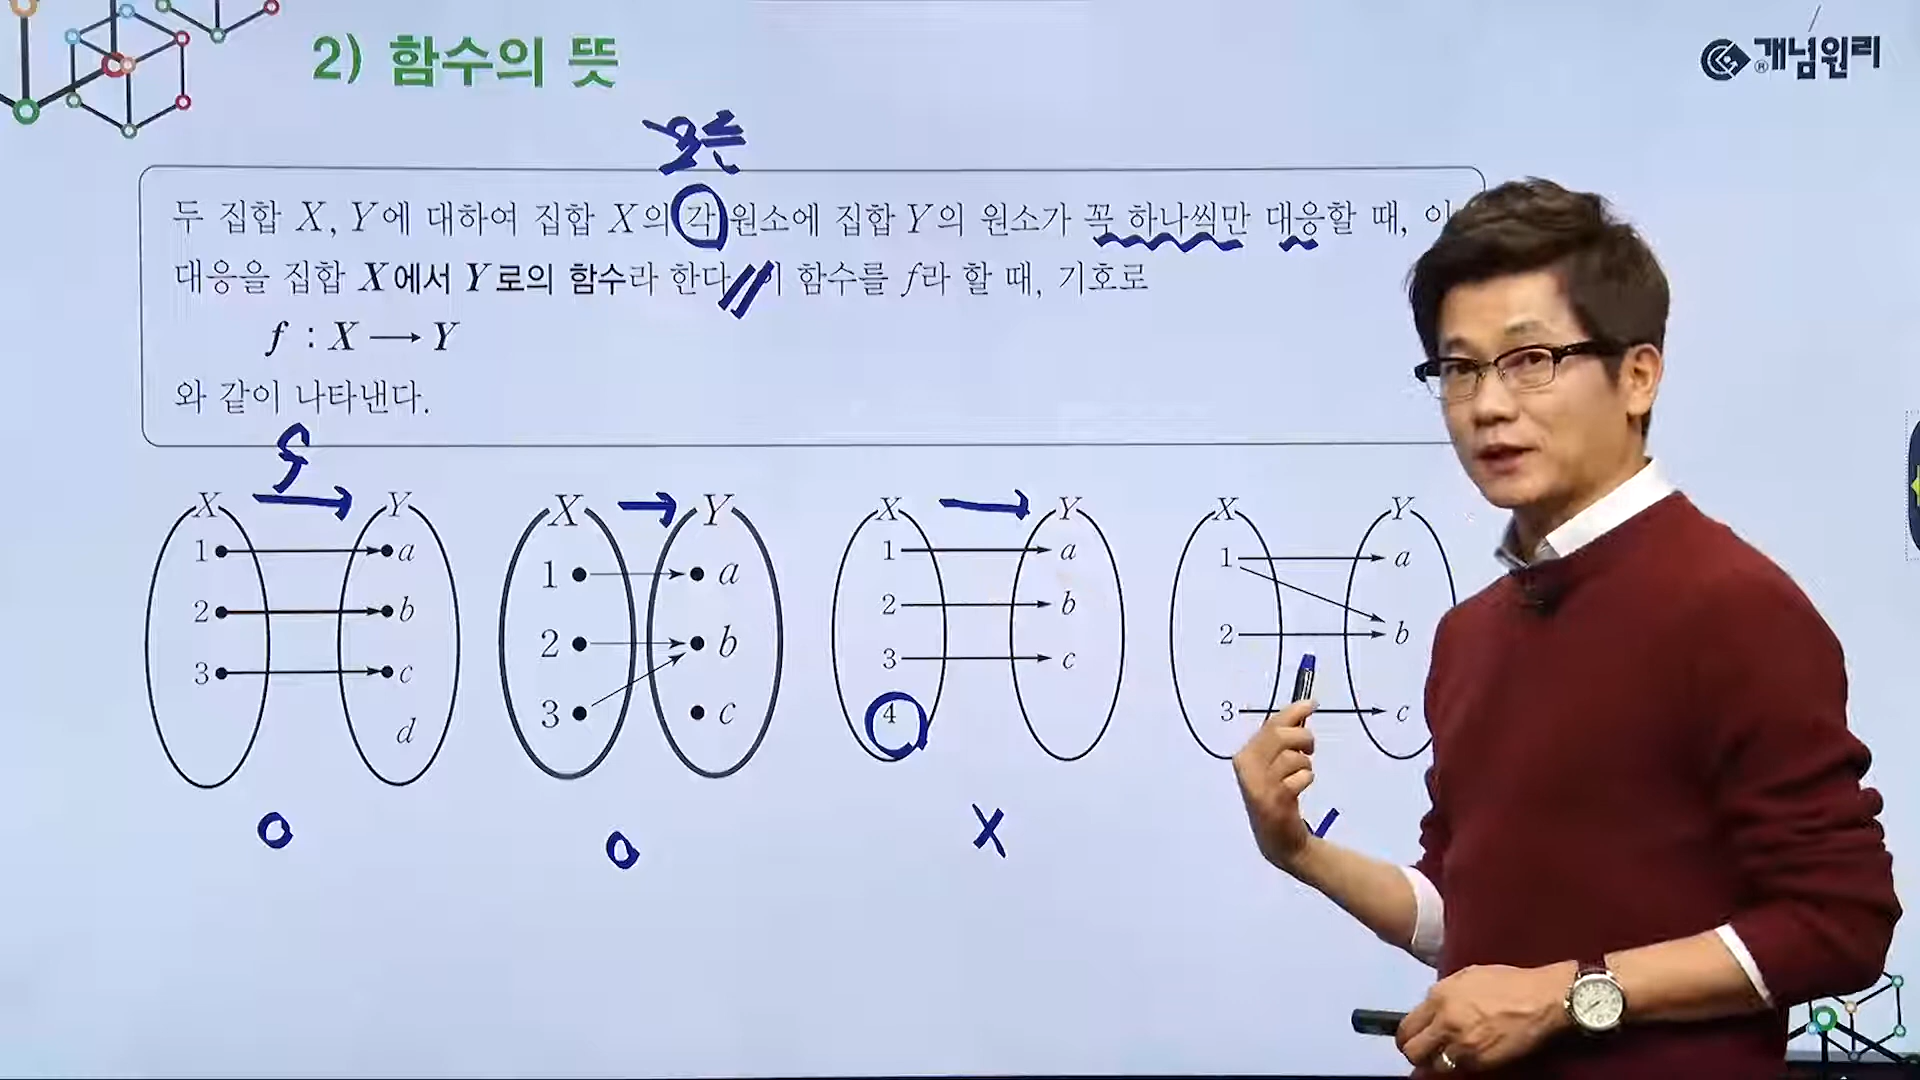 2) 함수의 뜻
개념원리
®
모든
두 집합 X, Y에 대하여 집합 X의 각 원소에 집합 Y의 원소가 꼭 하나씩만 대응할 때, 이
대응을 집합 X에서 Y로의 함수라 한다. 이 함수를 f라 할 때, 기호로
f : X → Y
와 같이 나타낸다.
f
X → Y
1 a
2 b
3 c
d
O
X → Y
1 a
2 b
3 c
O
X → Y
1 a
2 b
3 c
4
X
X Y
1 a
2 b
3 c